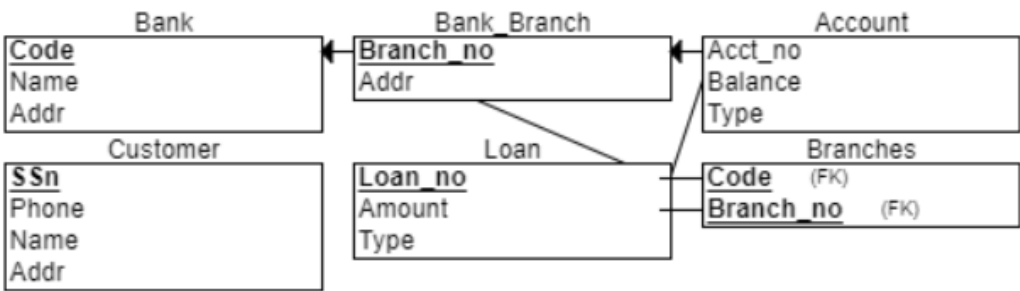 Bank
Code
Name
Addr
Bank_Branch
Branch_no
Addr
Account
Acct_no
Balance
Type
Customer
SSn
Phone
Name
Addr
Loan
Loan_no
Amount
Type
Branches
Code (FK)
Branch_no (FK)